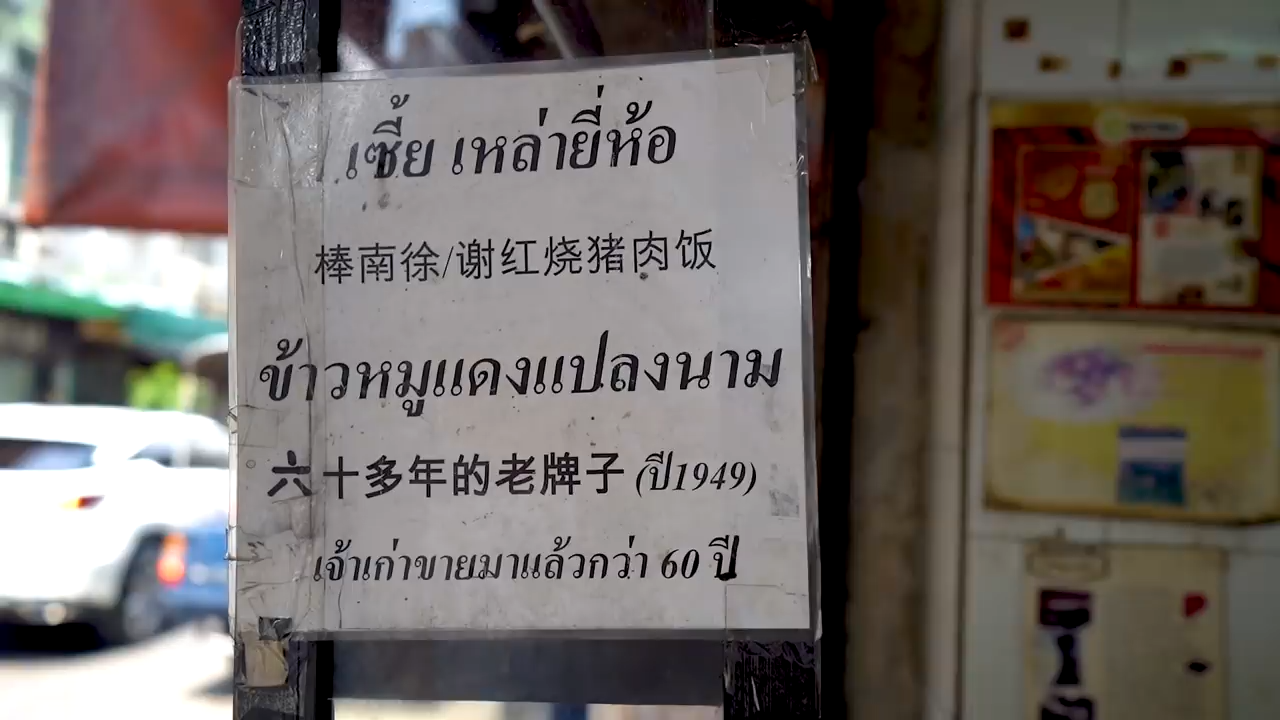 เซี้ย เหล่ายี่ห้อ
棒南徐/谢红烧猪肉饭
ข้าวหมูแดงแปลงนาม
六十多年的老牌子 (ปี1949)
เจ้าเก่าขายมาแล้วกว่า 60 ปี